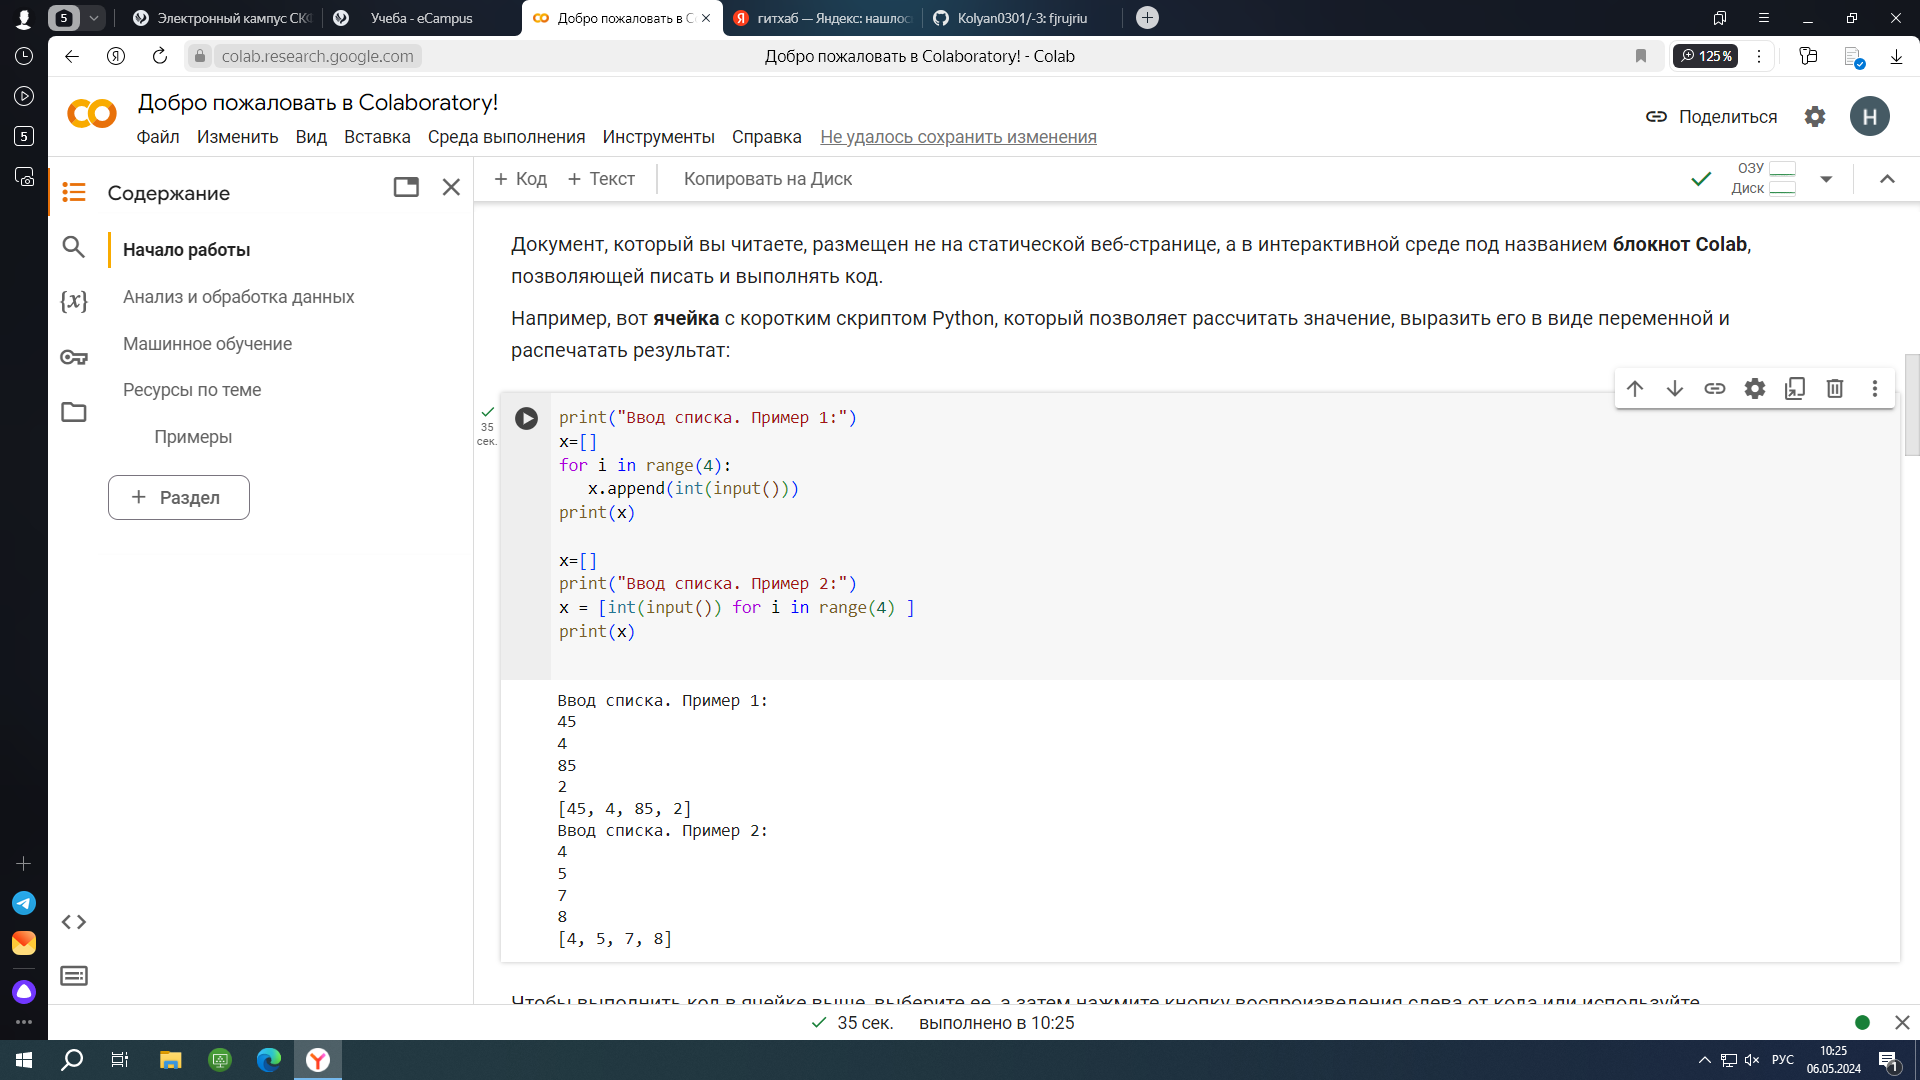 5
Электронный кампус СКФ
Учеба - eCampus
Добро пожаловать в C
гитхаб — Яндекс: нашлос
Kolyan0301/-3: fjrujriu
colab.research.google.com
Добро пожаловать в Colaboratory! - Colab
125 %
5
Добро пожаловать в Colaboratory!
Файл Изменить Вид Вставка Среда выполнения Инструменты Справка Не удалось сохранить изменения
Поделиться
H
Содержание
+ Код + Текст Копировать на Диск
ОЗУ
Диск
Начало работы
Анализ и обработка данных
Машинное обучение
Ресурсы по теме
Примеры
+ Раздел
{x}
Документ, который вы читаете, размещен не на статической веб-странице, а в интерактивной среде под названием блокнот Colab,
позволяющей писать и выполнять код.
Например, вот ячейка с коротким скриптом Python, который позволяет рассчитать значение, выразить его в виде переменной и
распечатать результат:
35
сек.
print("Ввод списка. Пример 1:")
x=[]
for i in range(4):
x.append(int(input()))
print(x)
x=[]
print("Ввод списка. Пример 2:")
x = [int(input()) for i in range(4) ]
print(x)
Ввод списка. Пример 1:
45
4
85
2
[45, 4, 85, 2]
Ввод списка. Пример 2:
4
5
7
8
[4, 5, 7, 8]
Чтобы выполнить код в ячейке выше, выберите ее, а затем нажмите кнопку воспроизведения слева от кода или используйте
35 сек. выполнено в 10:25
РУС
10:25
06.05.2024
1